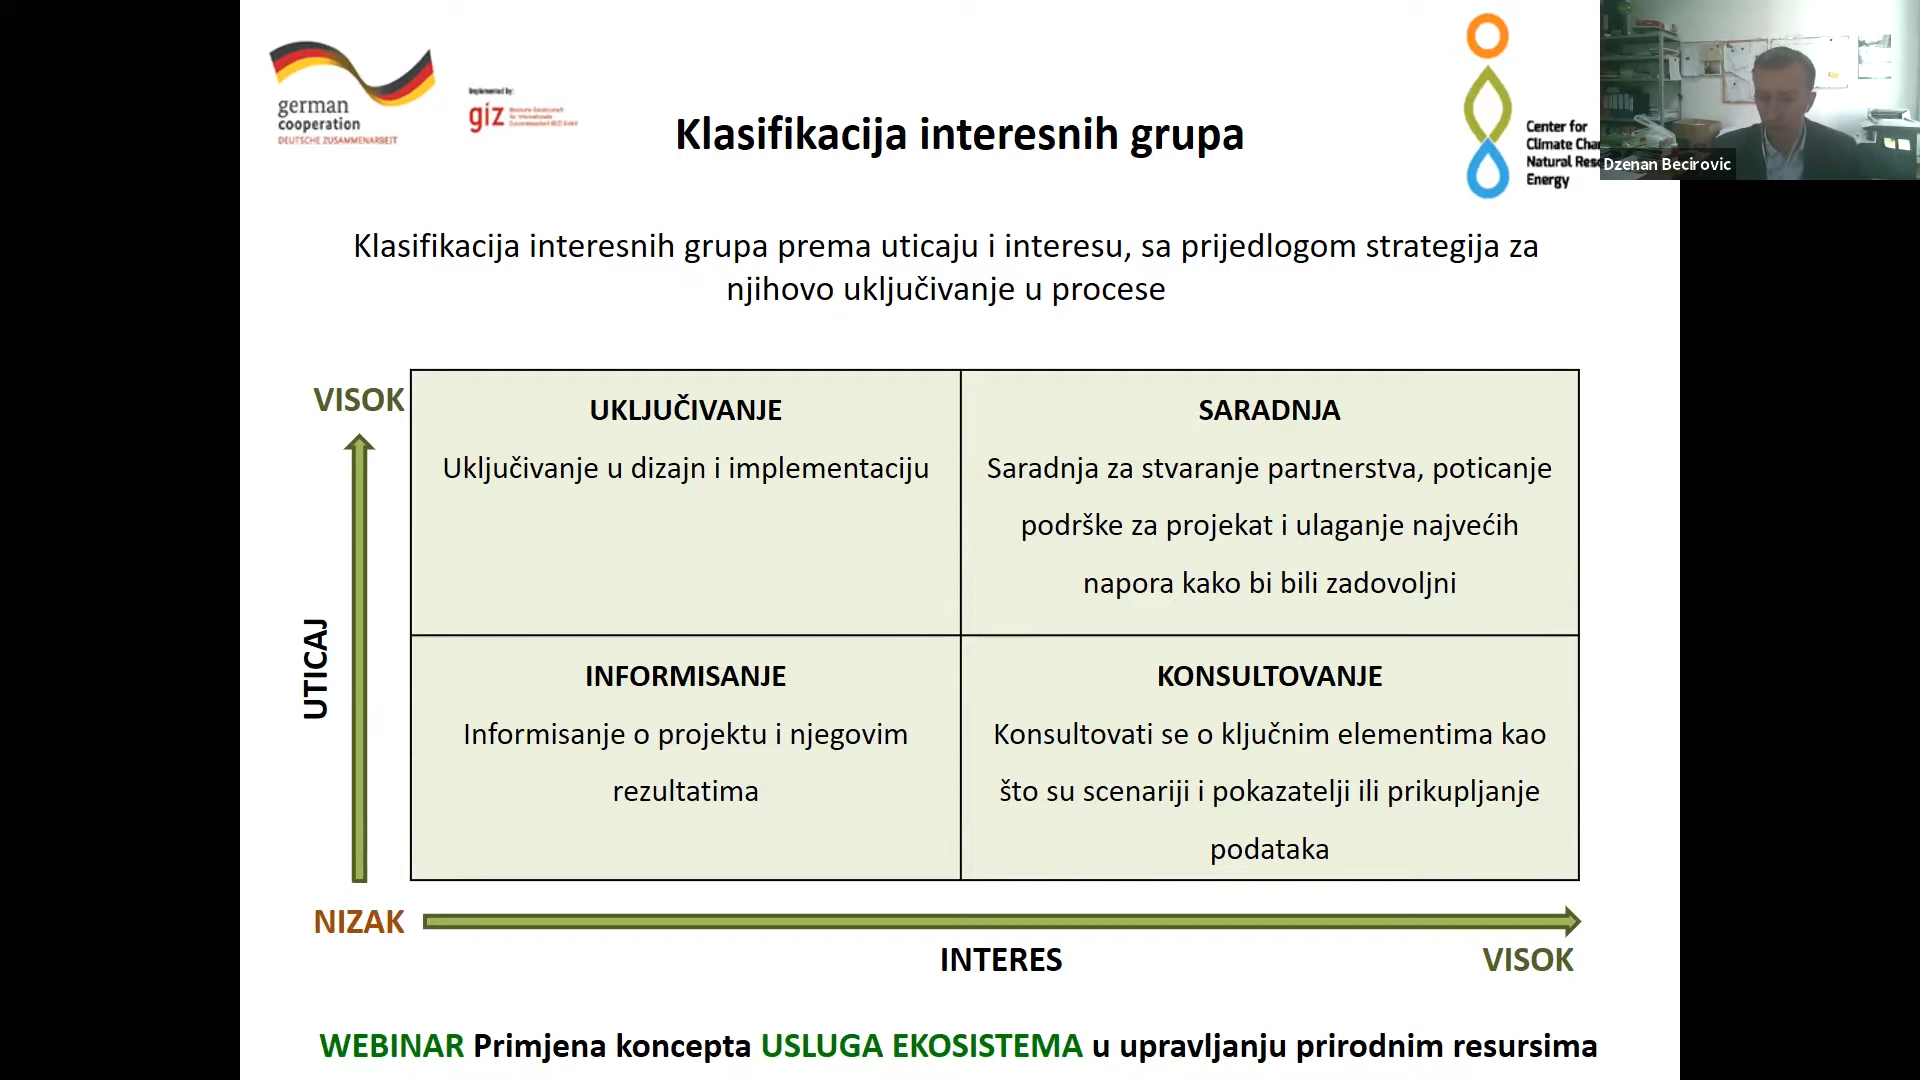 german
cooperation
DEUTSCHE ZUSAMMENARBEIT
Implemented by:
giz
Klasifikacija interesnih grupa
Center for
Climate Cha
Natural Res
Energy
Dzenan Becirovic
Klasifikacija interesnih grupa prema uticaju i interesu, sa prijedlogom strategija za
njihovo uključivanje u procese
VISOK
UTICAJ
NIZAK
UKLJUČIVANJE
Uključivanje u dizajn i implementaciju
SARADNJA
Saradnja za stvaranje partnerstva, poticanje
podrške za projekat i ulaganje najvećih
napora kako bi bili zadovoljni
INFORMISANJE
Informisanje o projektu i njegovim
rezultatima
KONSULTOVANJE
Konsultovati se o ključnim elementima kao
što su scenariji i pokazatelji ili prikupljanje
podataka
INTERES
VISOK
WEBINAR Primjena koncepta USLUGA EKOSISTEMA u upravljanju prirodnim resursima